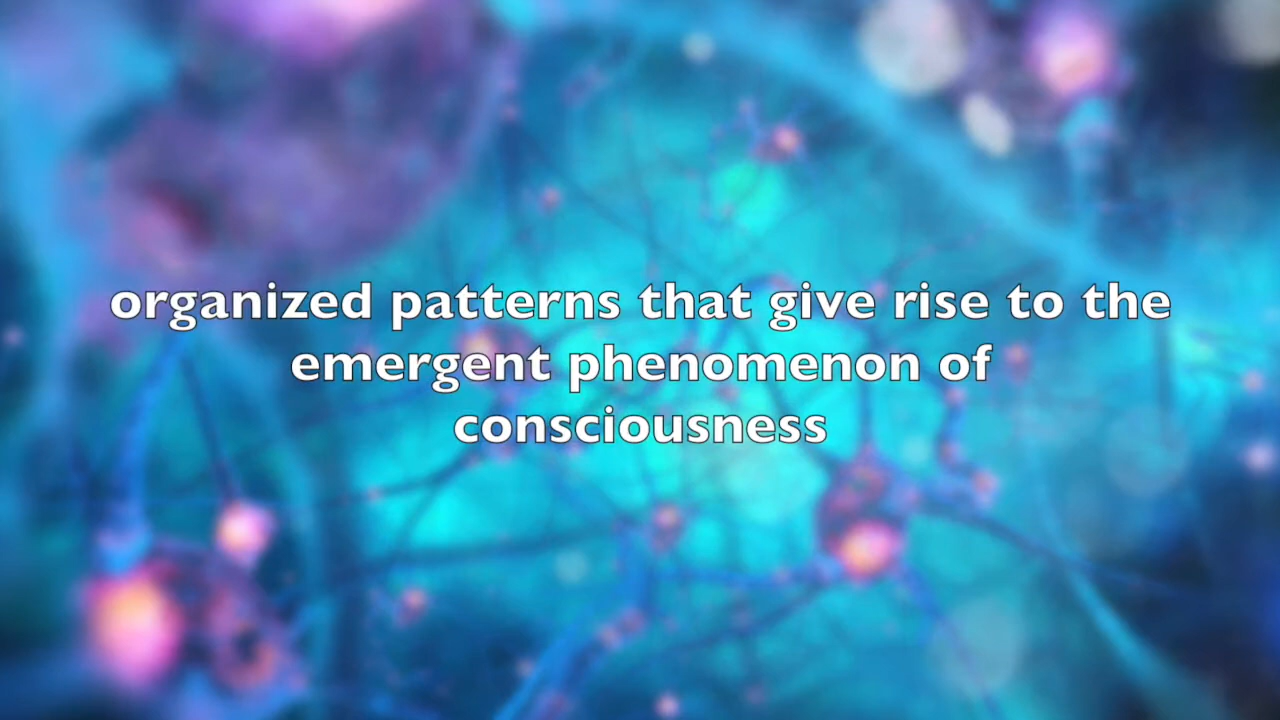 organized patterns that give rise to the
emergent phenomenon of
consciousness